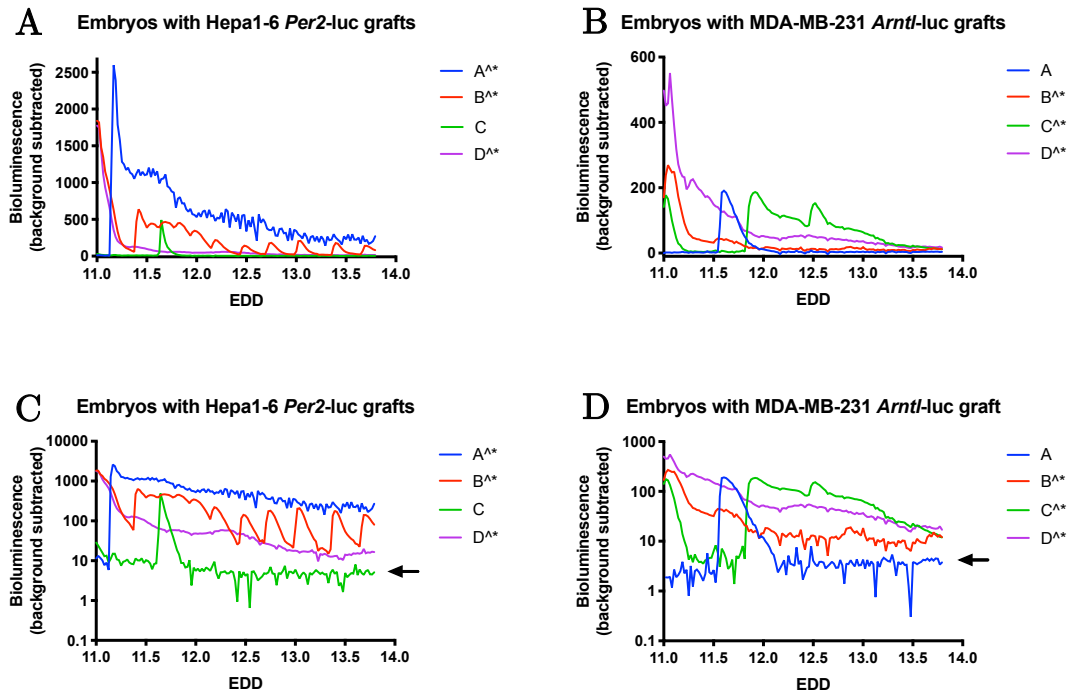 A Embryos with Hepa1-6 Per2-luc grafts
Bioluminescence
(background subtracted)
2500
2000
1500
1000
500
0
11.0 11.5 12.0 12.5 13.0 13.5 14.0
EDD
A^*
B^*
C
D^*
B Embryos with MDA-MB-231 Arntl-luc grafts
Bioluminescence
(background subtracted)
600
400
200
0
11.0 11.5 12.0 12.5 13.0 13.5 14.0
EDD
A
B^*
C^*
D^*
C Embryos with Hepa1-6 Per2-luc grafts
Bioluminescence
(background subtracted)
10000
1000
100
10
1
0.1
11.0 11.5 12.0 12.5 13.0 13.5 14.0
EDD
A^*
B^*
C
D^*
D Embryos with MDA-MB-231 Arntl-luc graft
Bioluminescence
(background subtracted)
1000
100
10
1
0.1
11.0 11.5 12.0 12.5 13.0 13.5 14.0
EDD
A
B^*
C^*
D^*